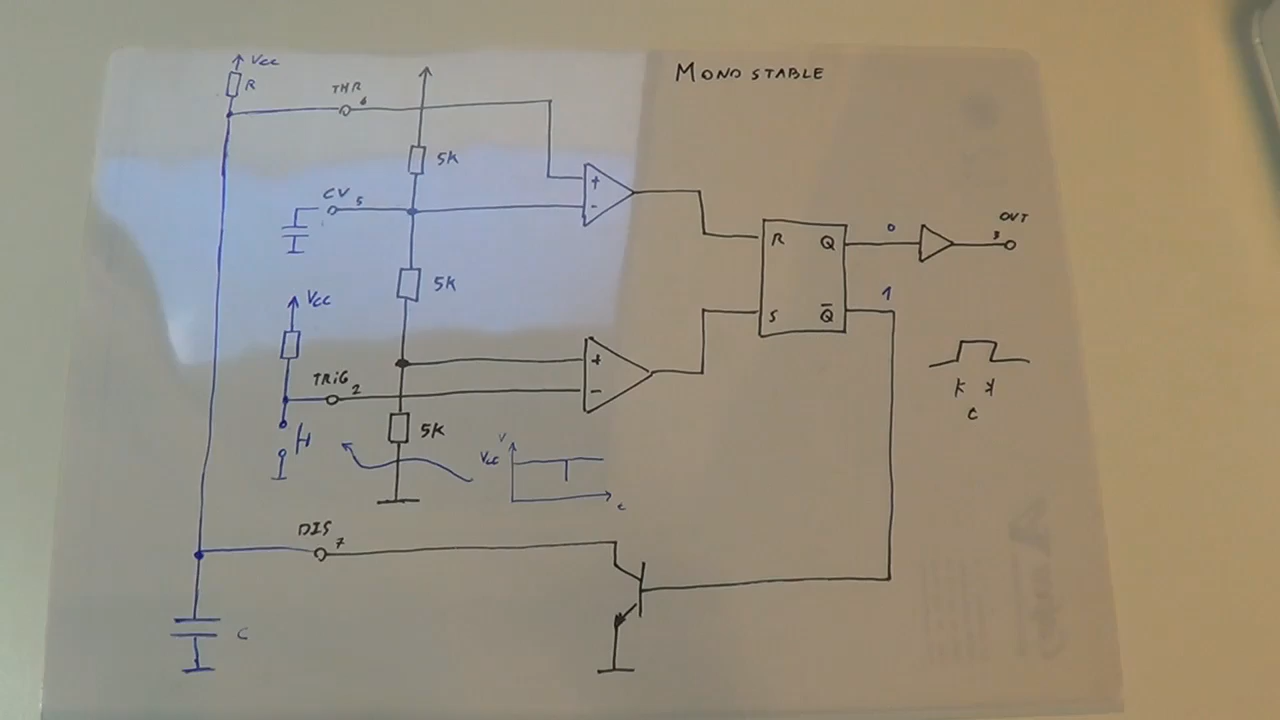 MONOSTABLE
Vcc
R
THR
6
5K
CV
5
+
-
OUT
3
R
Q
0
5K
Vcc
S
Q̅
1
+
-
TRiG
2
5K
t
V
Vcc
t
DIS
7
C